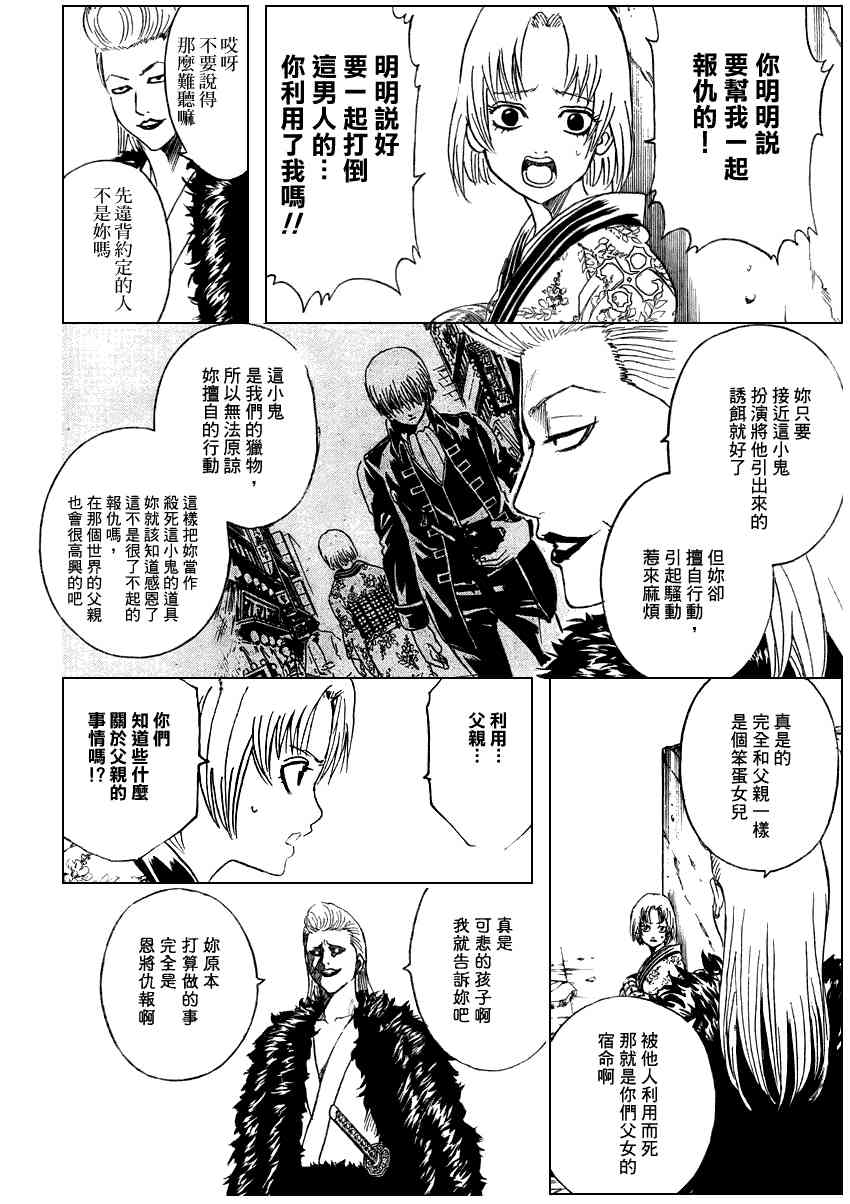 你明明說
要幫我一起
報仇的！
明明說好
要一起打倒
這男人的…
你利用了我嗎!!
哎呀
不要說得
那麼難聽嘛
先違背約定的人
不是妳嗎
妳只要
接近這小鬼
扮演將他引出來的
誘餌就好了
但妳卻
擅自行動，
引起騷動
惹來麻煩
這小鬼
是我們的獵物，
所以無法原諒
妳擅自的行動
這樣把妳當作
殺死這小鬼的道具
妳就該知道感恩了
這不是很了不起的
報仇嗎，
在那個世界的父親
也會很高興的吧
真是的
完全和父親一樣
是個笨蛋女兒
被他人利用而死
那就是你們父女的
宿命啊
利用…
父親…
你們
知道些什麼
關於父親的
事情嗎!?
真是
可悲的孩子啊
我就告訴妳吧
妳原本
打算做的事
完全是
恩將仇報啊